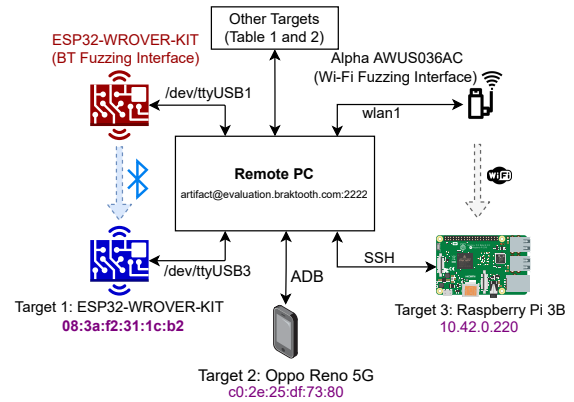 Other Targets
(Table 1 and 2)
ESP32-WROVER-KIT
(BT Fuzzing Interface)
Alpha AWUS036AC
(Wi-Fi Fuzzing Interface)
/dev/ttyUSB1
wlan1
Remote PC
artifact@evaluation.braktooth.com:2222
WiFi
/dev/ttyUSB3
ADB
SSH
Target 1: ESP32-WROVER-KIT
08:3a:f2:31:1c:b2
Target 3: Raspberry Pi 3B
10.42.0.220
Target 2: Oppo Reno 5G
c0:2e:25:df:73:80